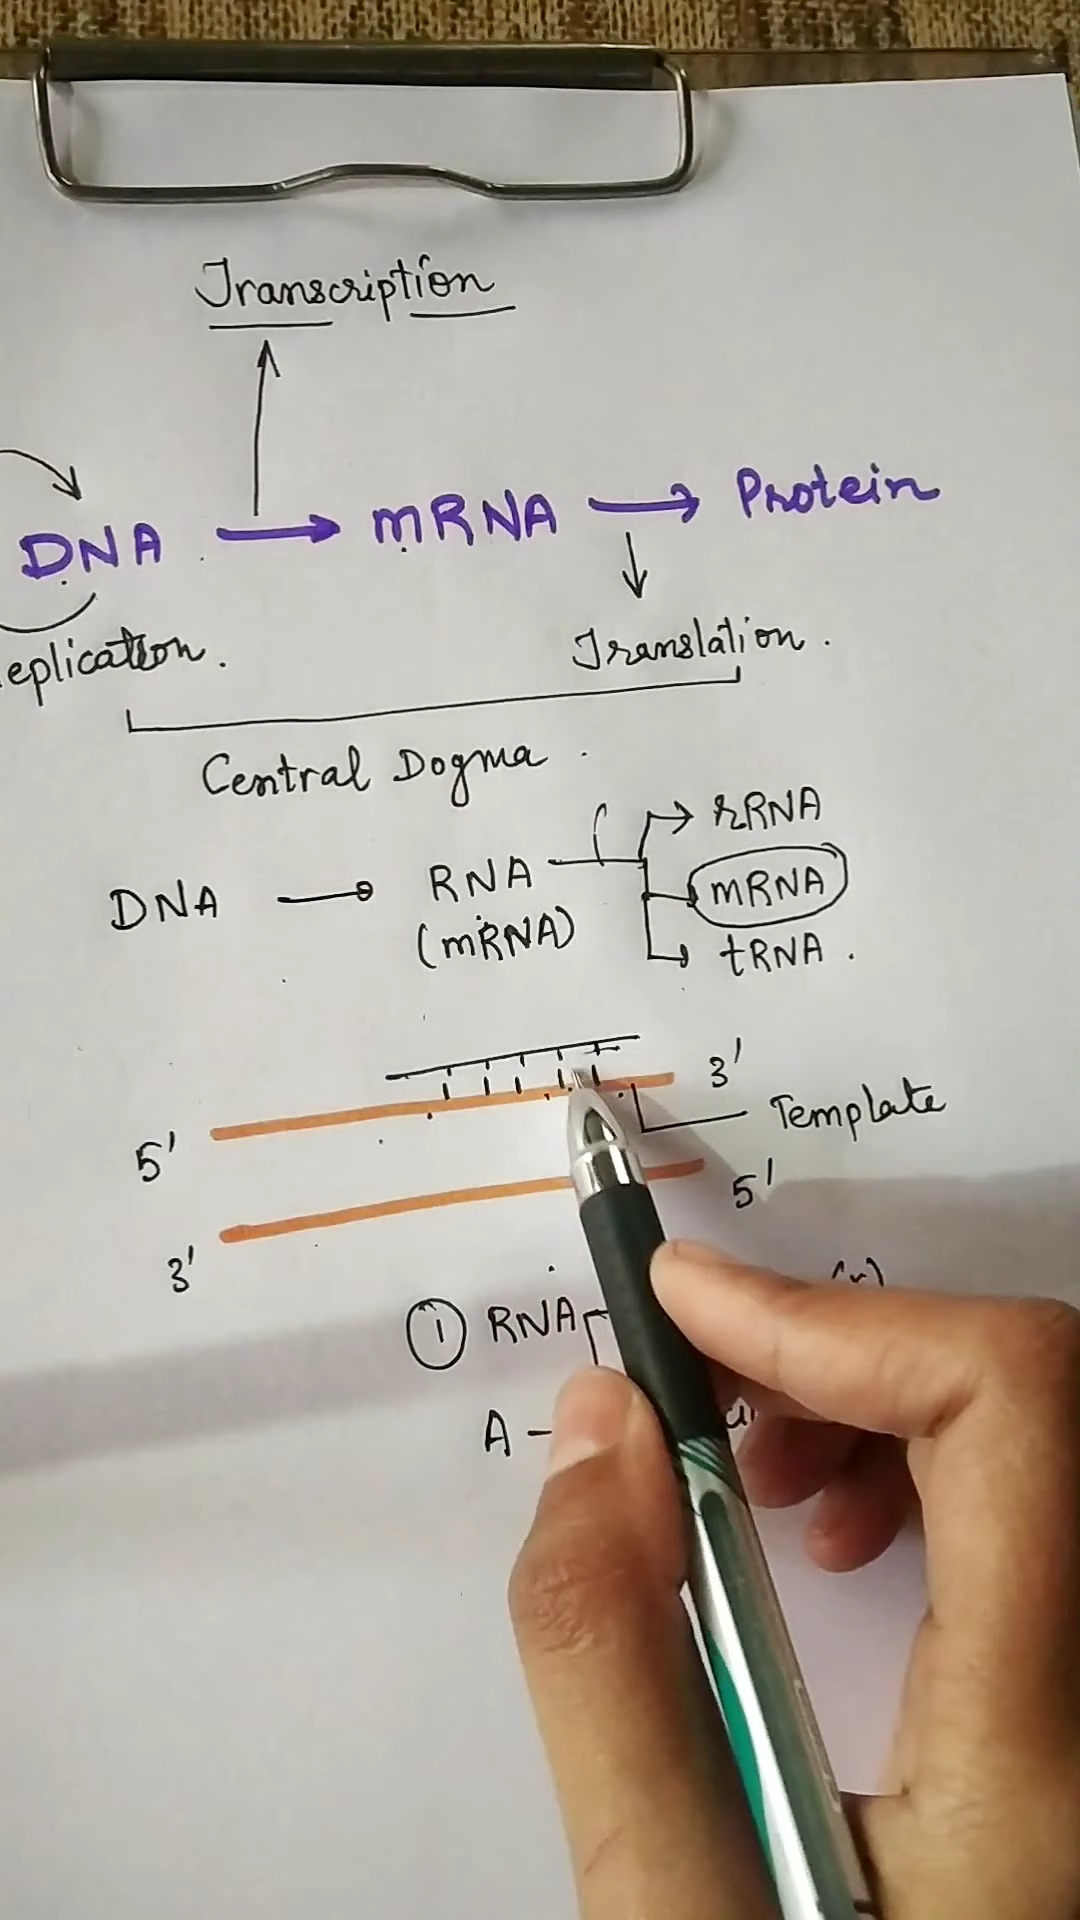 Transcription
DNA → mRNA → Protein
eplication.
Translation.
Central Dogma.
rRNA
DNA → RNA
mRNA
(mRNA)
tRNA.
3'
Template
5'
5'
3'
① RNA
A -